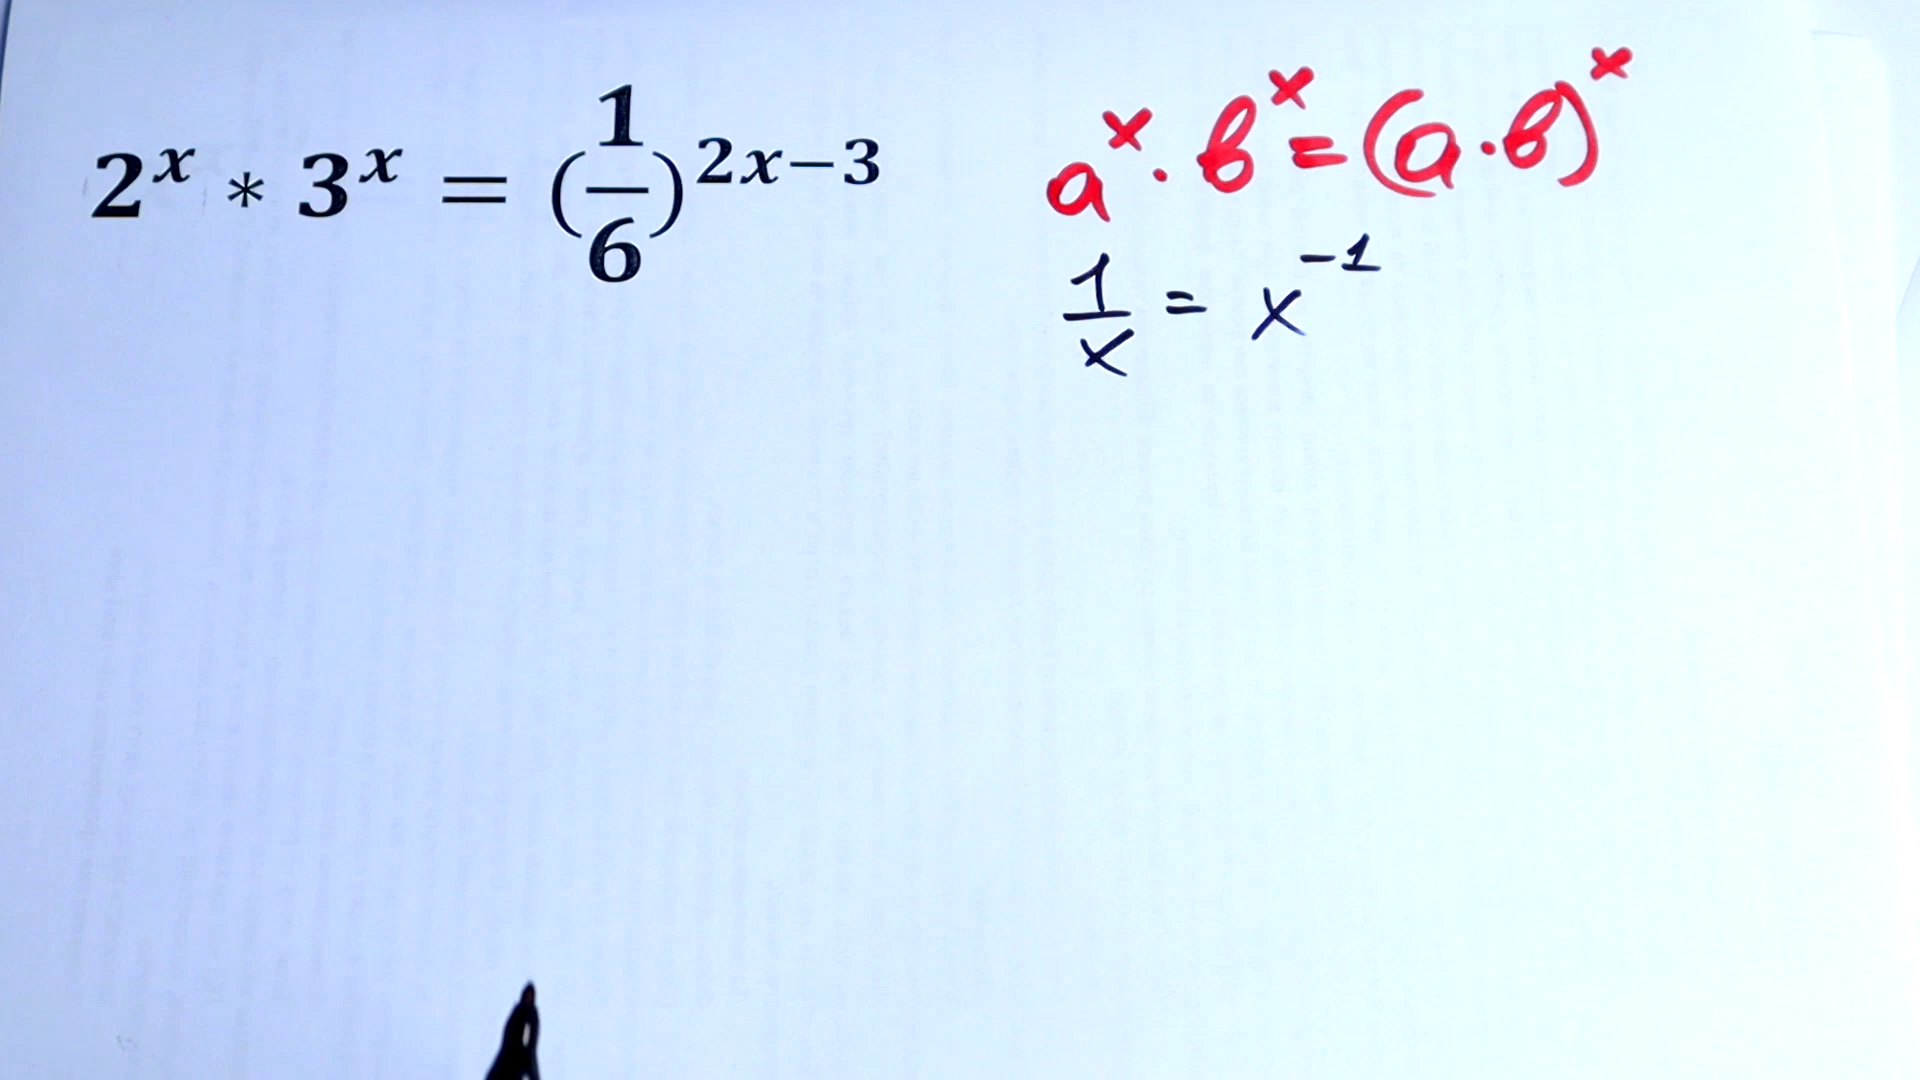 2^x * 3^x = (1/6)^{2x-3}
a^x · b^x = (a · b)^x
1/x = x^{-1}